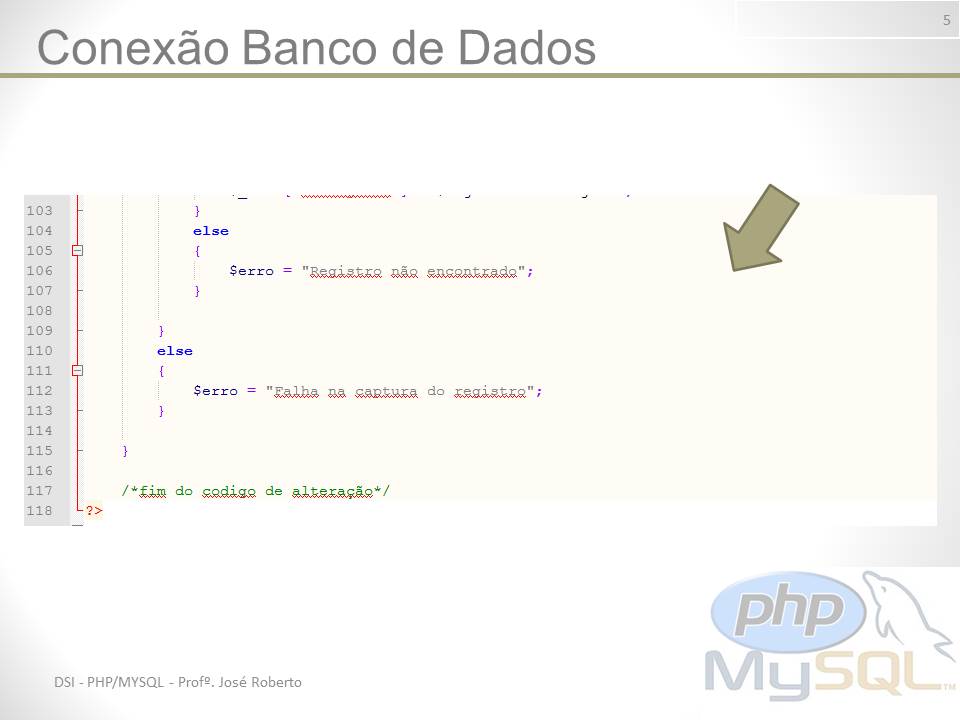 5
Conexão Banco de Dados
103 }
104 else
105 {
106 $erro = "Registro não encontrado";
107 }
108
109 }
110 else
111 {
112 $erro = "Falha na captura do registro";
113 }
114
115 }
116
117 /*fim do codigo de alteração*/
118 ?>
php
MySQL™
DSI - PHP/MYSQL - Profº. José Roberto